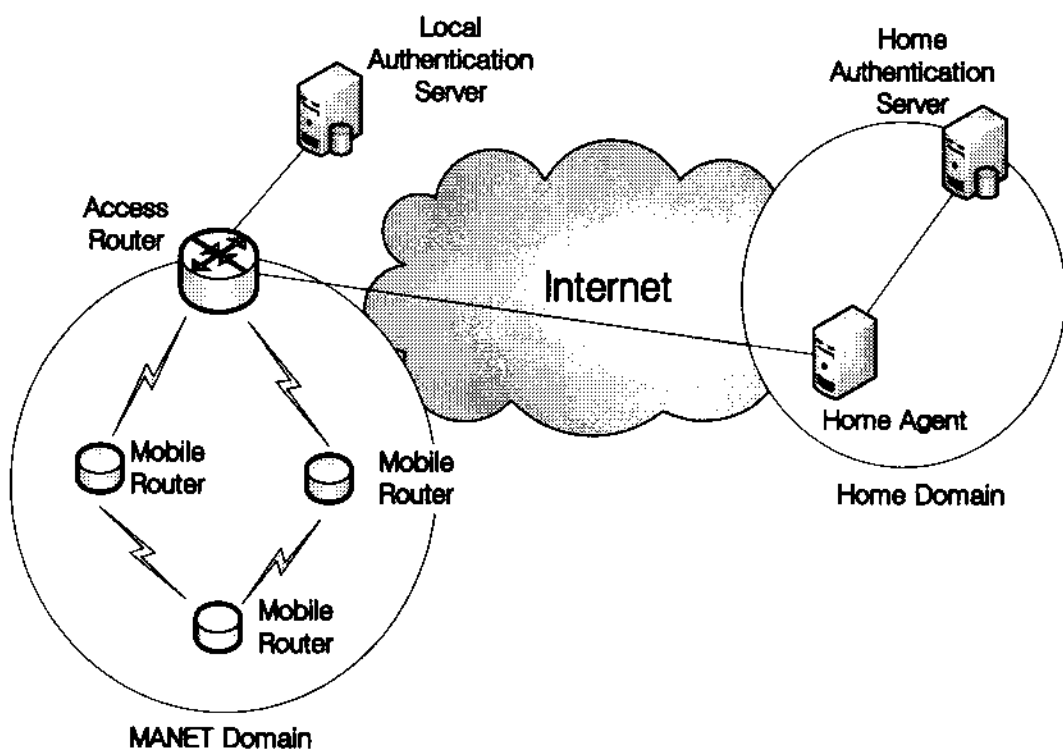 Local
Authentication
Server
Home
Authentication
Server
Access
Router
Internet
Home Agent
Home Domain
Mobile
Router
Mobile
Router
Mobile
Router
MANET Domain